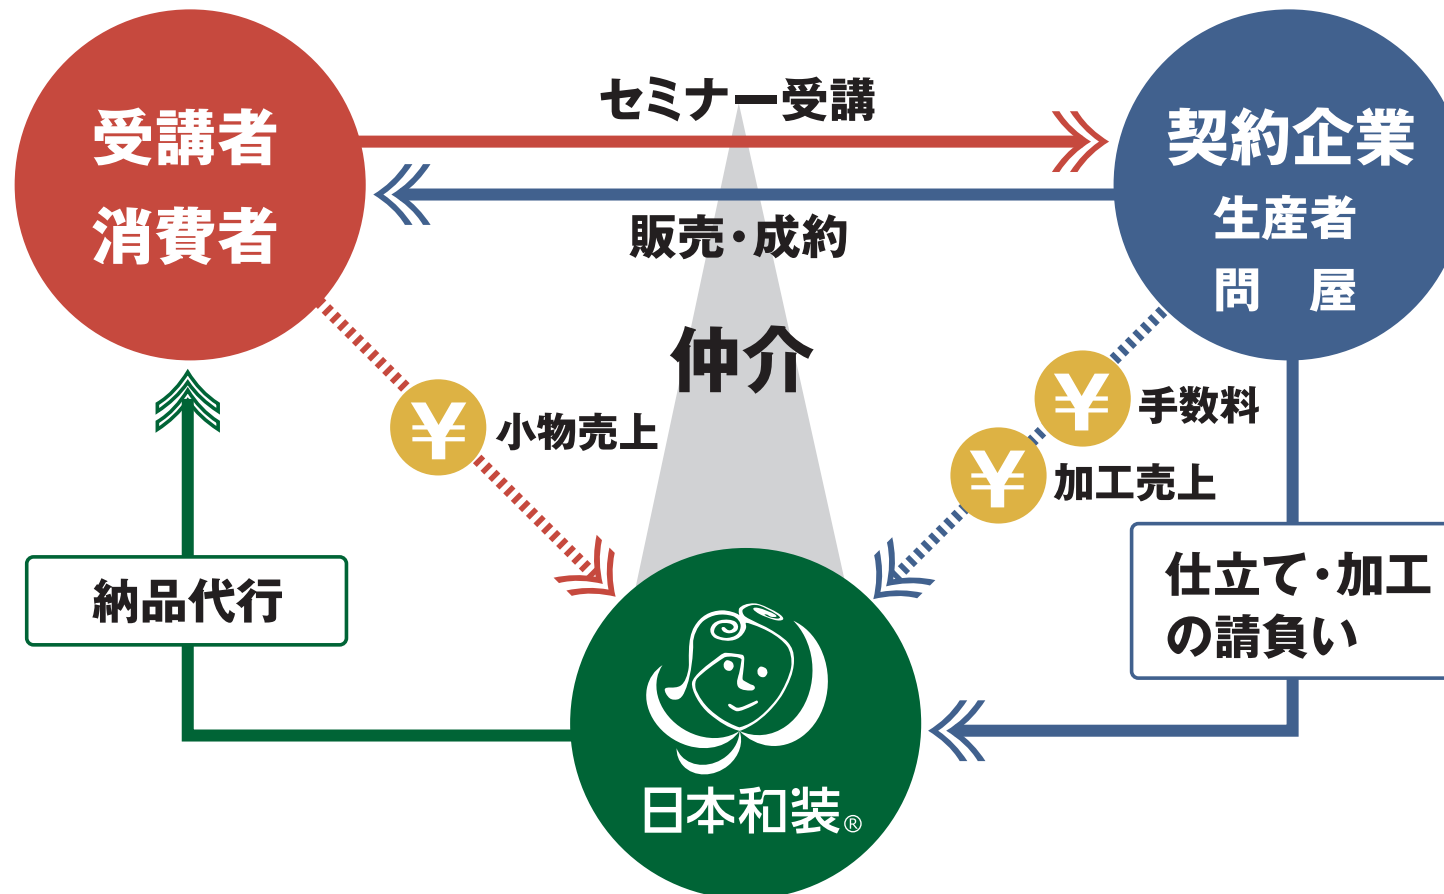 セミナー受講
受講者
消費者
契約企業
生産者
問　屋
販売・成約
仲介
¥
小物売上
¥
手数料
¥
加工売上
納品代行
仕立て・加工
の請負い
日本和装®